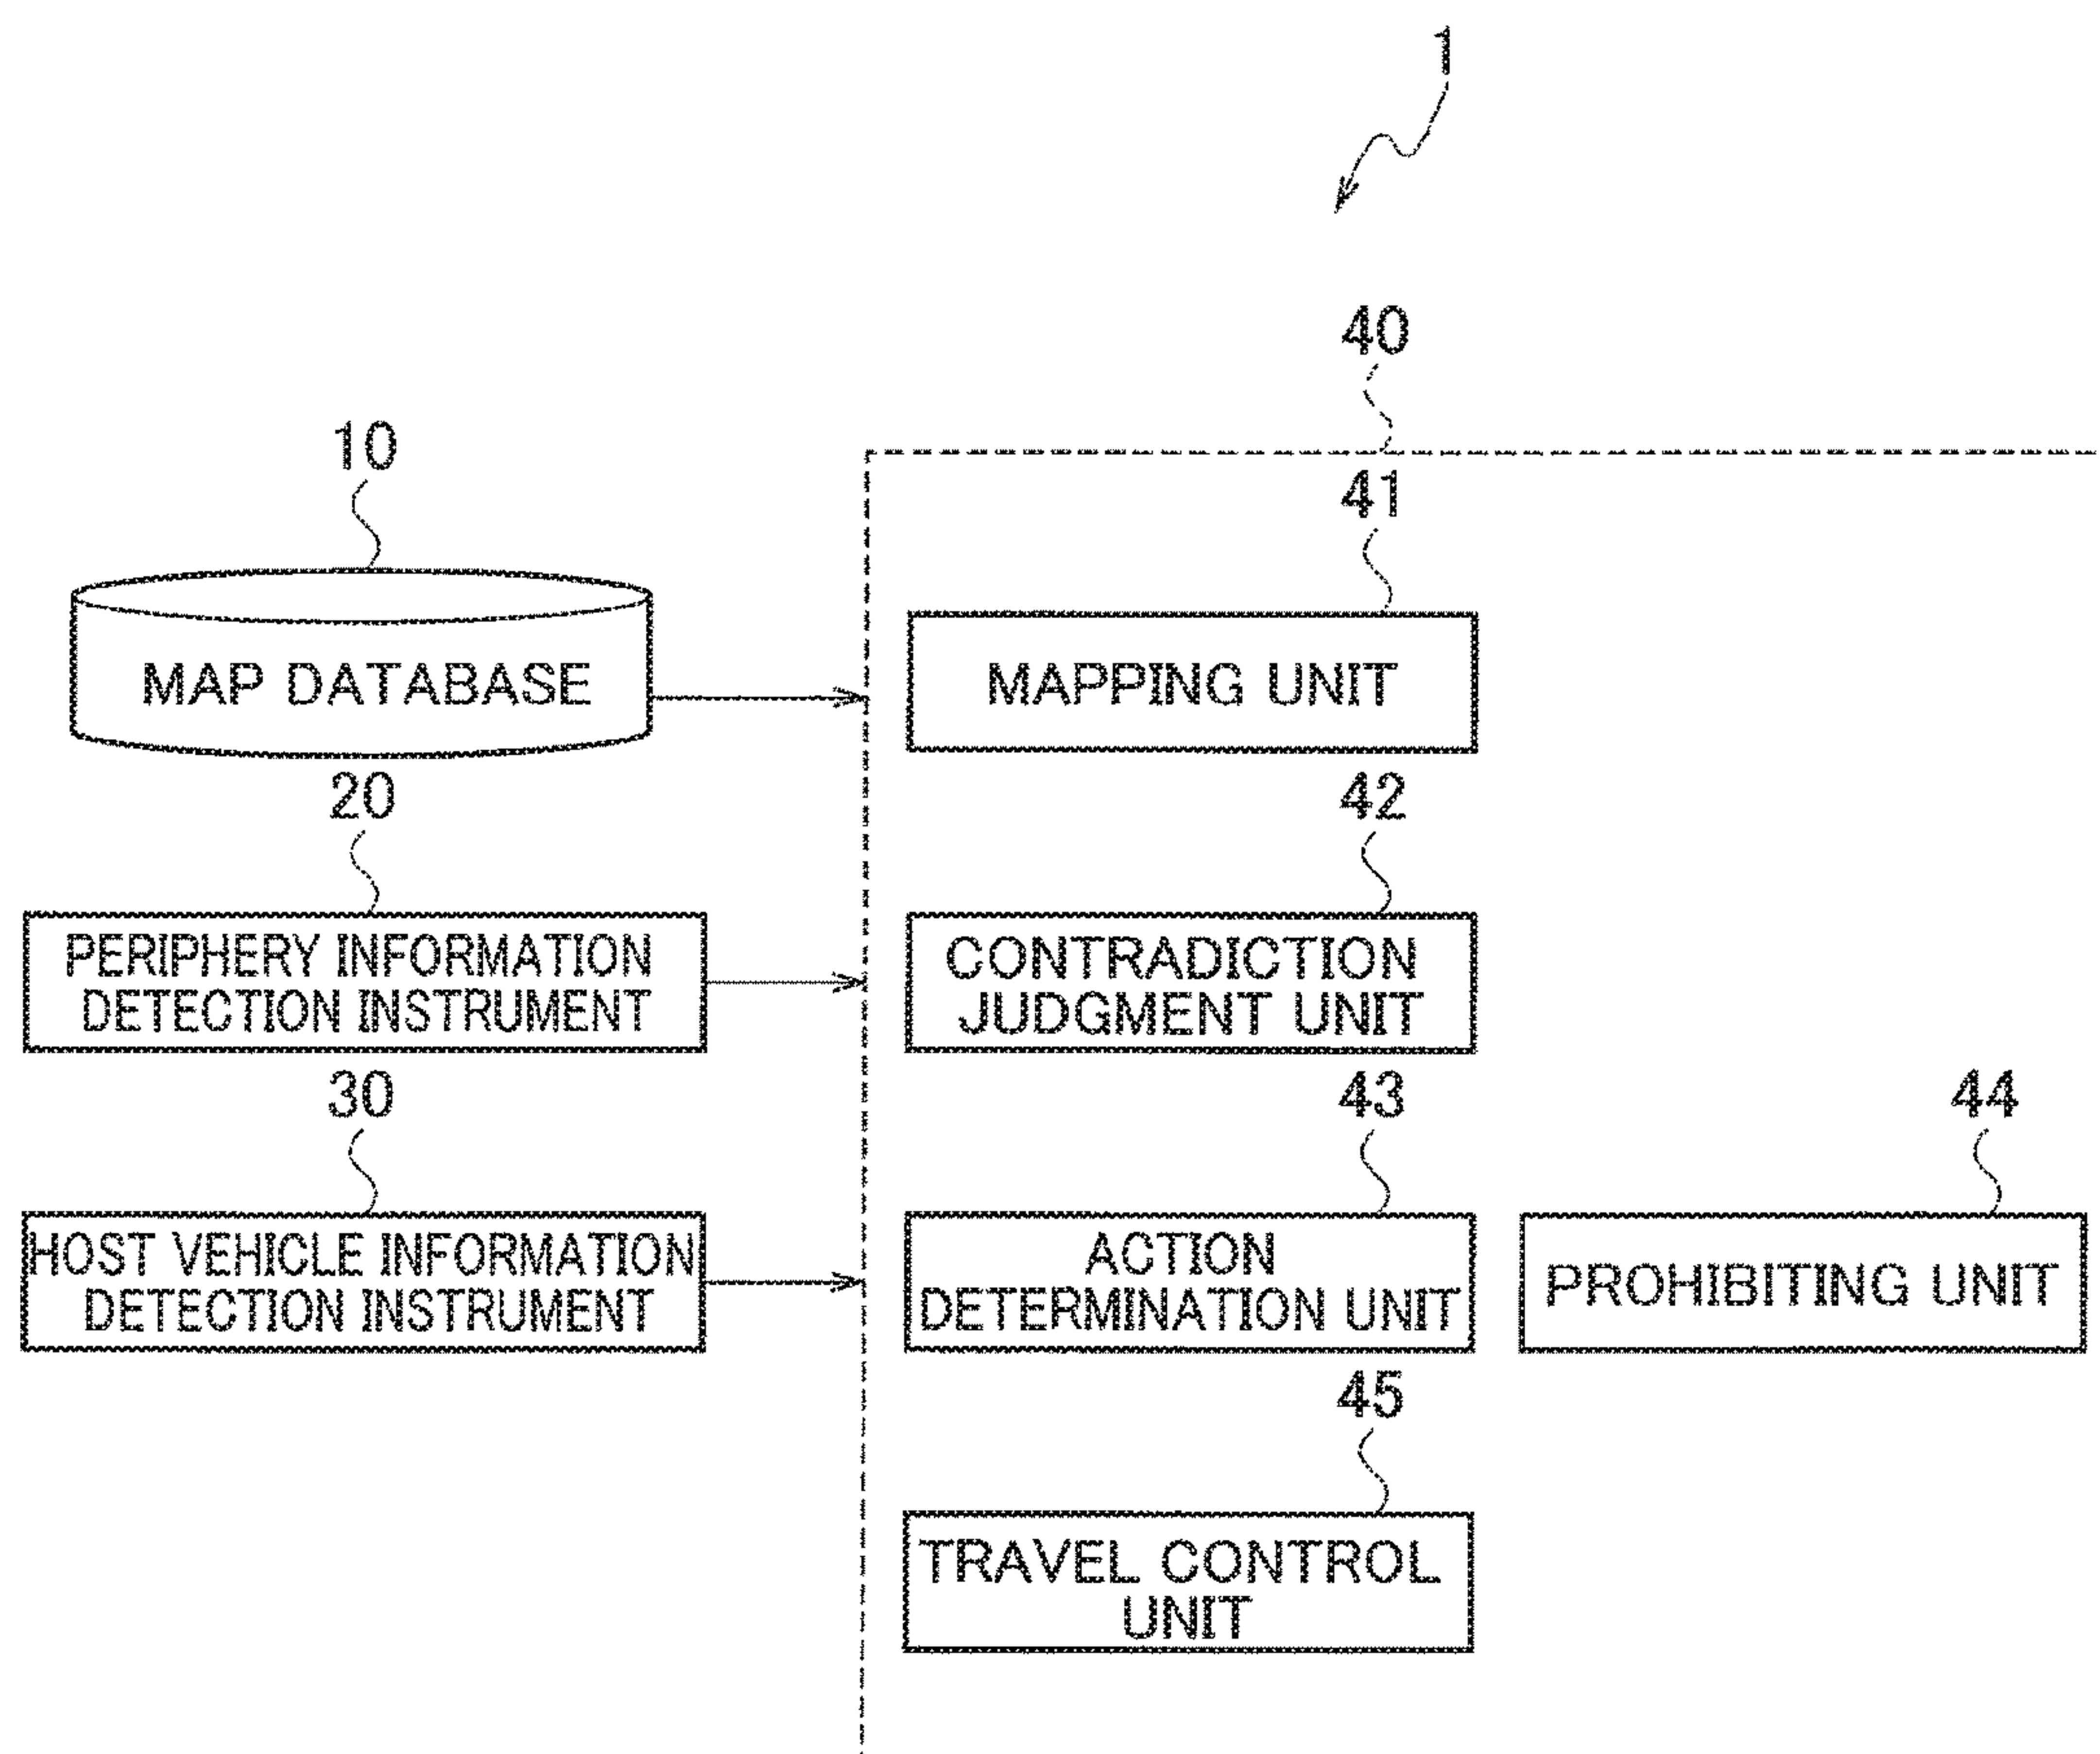 1
40
10
41
MAP DATABASE
MAPPING UNIT
20
42
PERIPHERY INFORMATION
DETECTION INSTRUMENT
CONTRADICTION
JUDGMENT UNIT
30
43
44
HOST VEHICLE INFORMATION
DETECTION INSTRUMENT
ACTION
DETERMINATION UNIT
PROHIBITING UNIT
45
TRAVEL CONTROL
UNIT